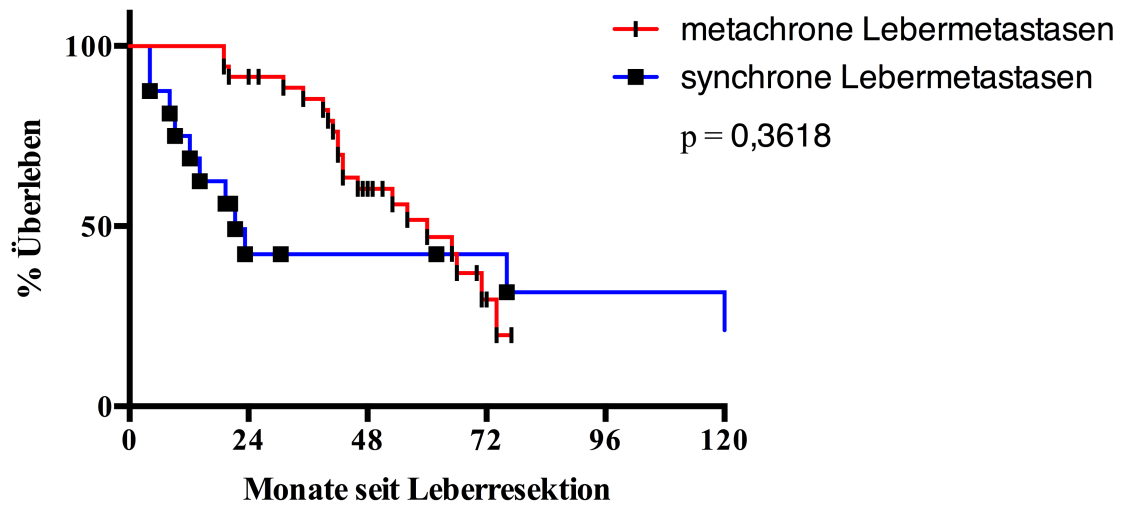 metachrone Lebermetastasen
synchrone Lebermetastasen
p = 0,3618
% Überleben
100
50
0
0 24 48 72 96 120
Monate seit Leberresektion